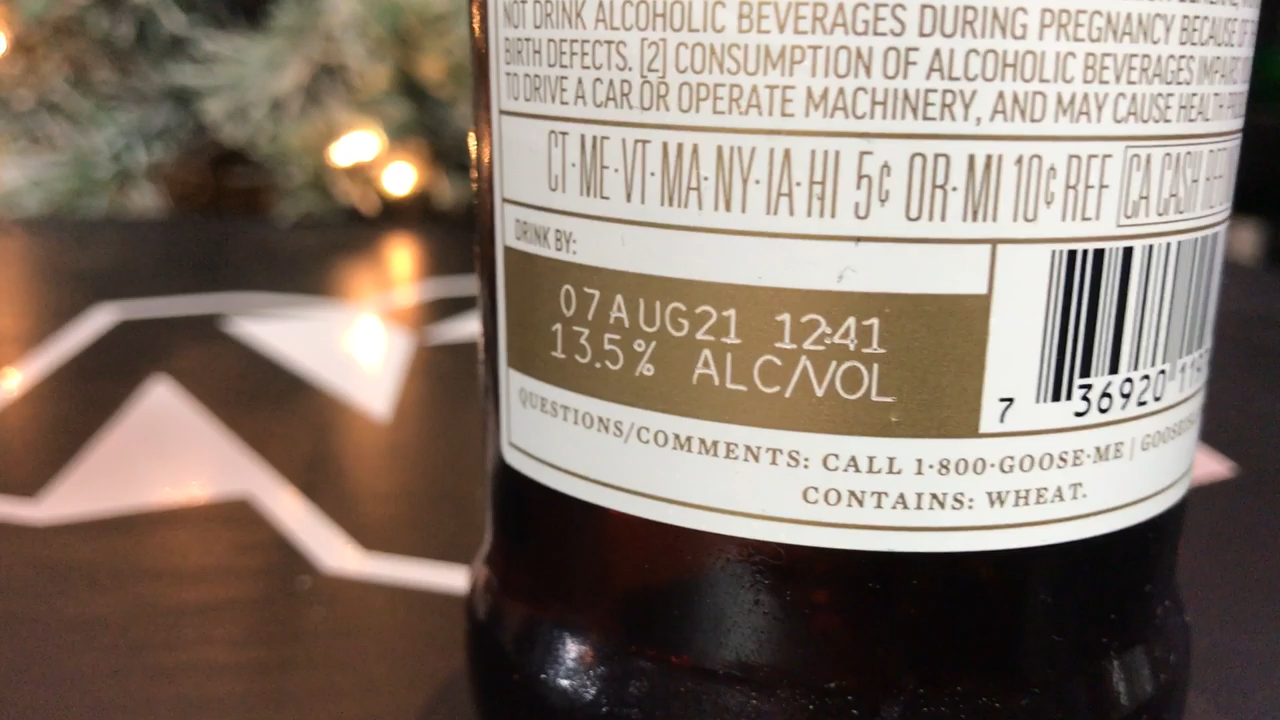 NOT DRINK ALCOHOLIC BEVERAGES DURING PREGNANCY BECAUSE OF
BIRTH DEFECTS. [2] CONSUMPTION OF ALCOHOLIC BEVERAGES
TO DRIVE A CAR OR OPERATE MACHINERY, AND MAY CAUSE
CT·ME·VT·MA·NY·IA·HI 5¢ OR·MI 10¢ REF CA CASH
DRINK BY:
07AUG21 12:41
13.5% ALC/VOL
7 36920
QUESTIONS/COMMENTS: CALL 1·800·GOOSE·ME |
CONTAINS: WHEAT.